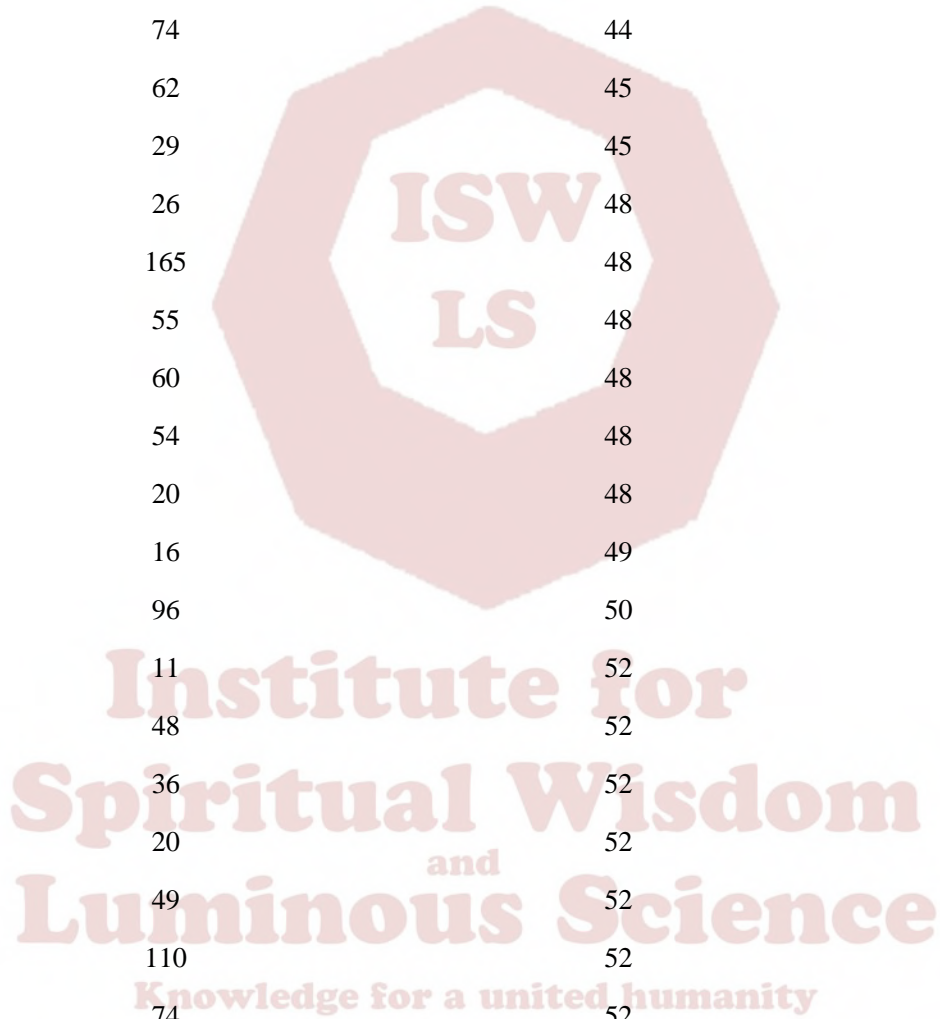 74 44
62 45
29 45
ISW
26 48
165 48
LS
55 48
60 48
54 48
20 48
16 49
96 50
Institute for
11 52
48 52
Spiritual Wisdom
36 52
20 52
and
Luminous Science
49 52
110 52
Knowledge for a united humanity
74 52